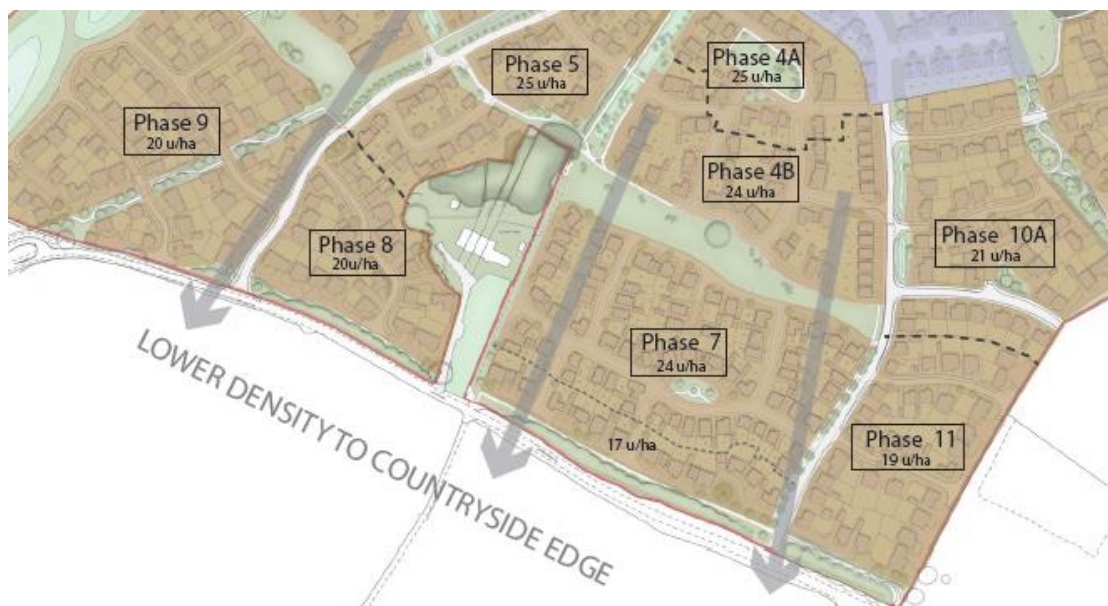 Phase 4A
25 u/ha
Phase 5
25 u/ha
Phase 9
20 u/ha
Phase 4B
24 u/ha
Phase 8
20u/ha
Phase 10A
21 u/ha
Phase 7
24 u/ha
Phase 11
19 u/ha
17 u/ha
LOWER DENSITY TO COUNTRYSIDE EDGE